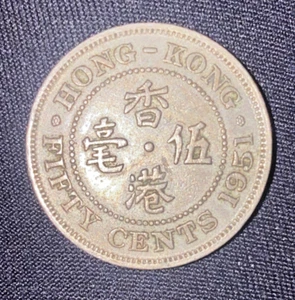 HONG-KONG
香港
伍毫
FIFTY CENTS 1951